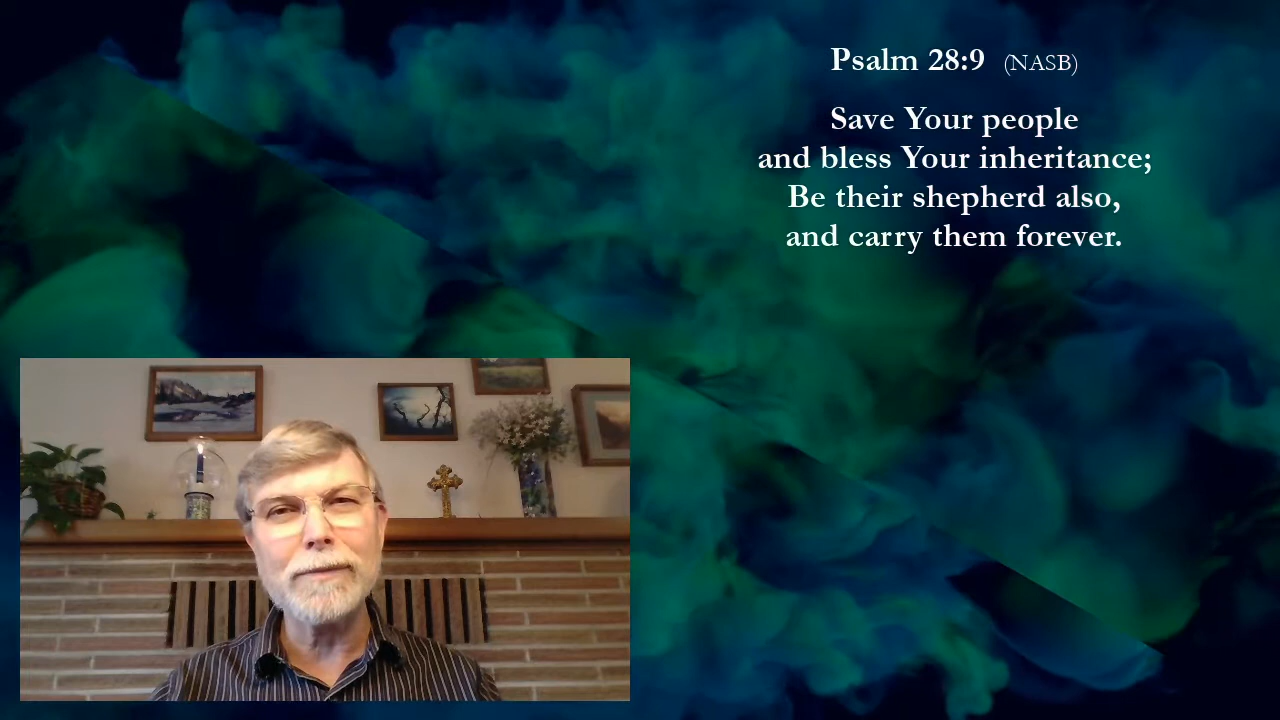 Psalm 28:9 (NASB)
Save Your people
and bless Your inheritance;
Be their shepherd also,
and carry them forever.